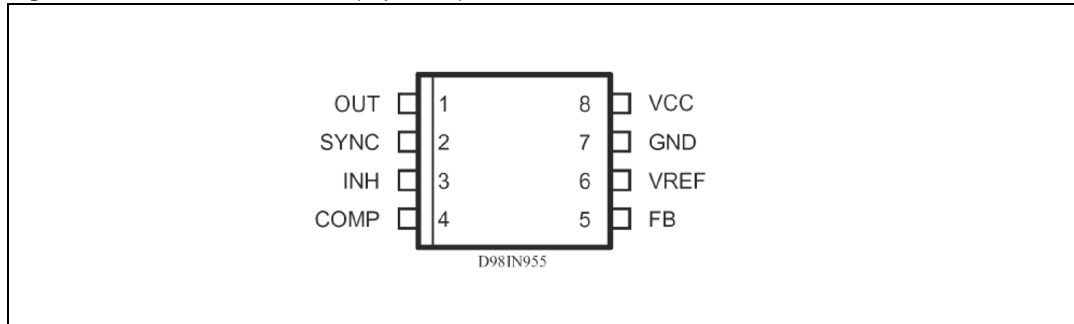 OUT 1 8 VCC
SYNC 2 7 GND
INH 3 6 VREF
COMP 4 5 FB
D98IN955